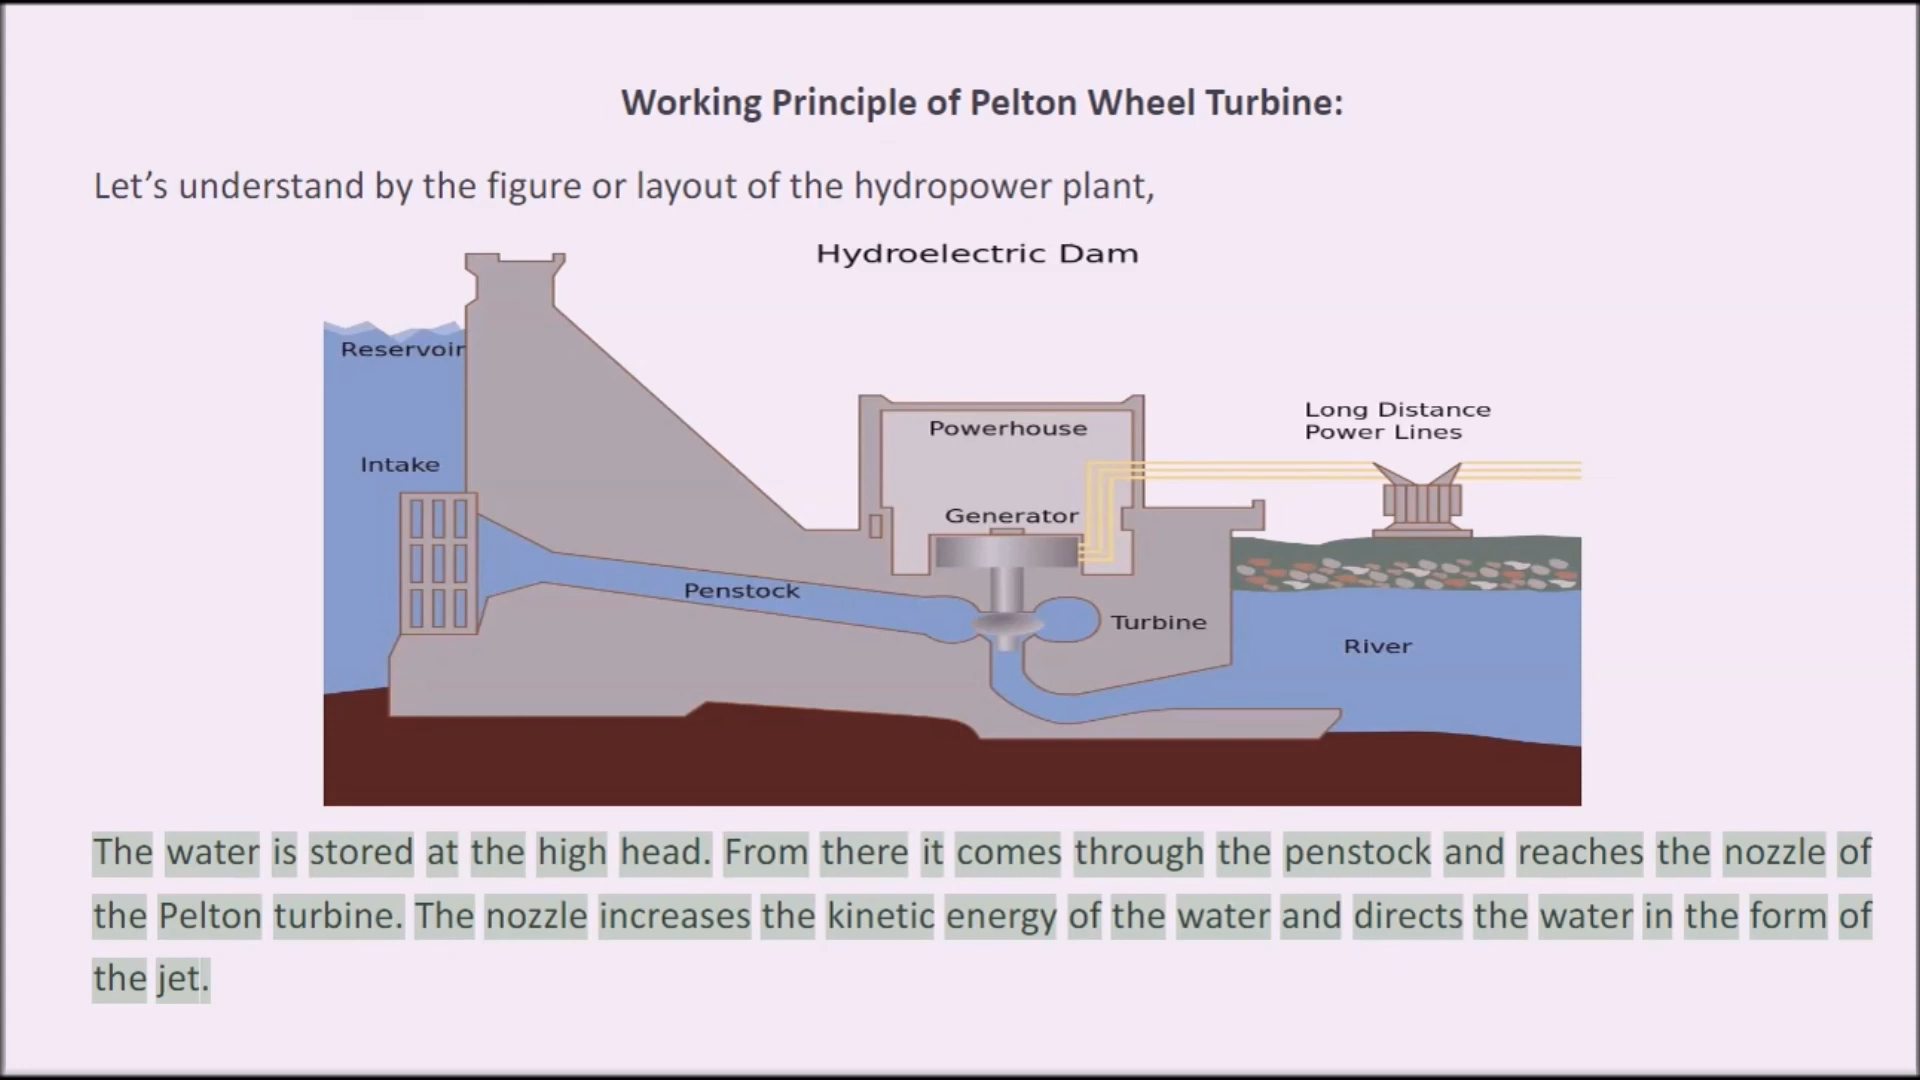 Working Principle of Pelton Wheel Turbine:
Let’s understand by the figure or layout of the hydropower plant,
Hydroelectric Dam
Reservoir
Intake
Penstock
Powerhouse
Generator
Turbine
Long Distance
Power Lines
River
The water is stored at the high head. From there it comes through the penstock and reaches the nozzle of
the Pelton turbine. The nozzle increases the kinetic energy of the water and directs the water in the form of
the jet.